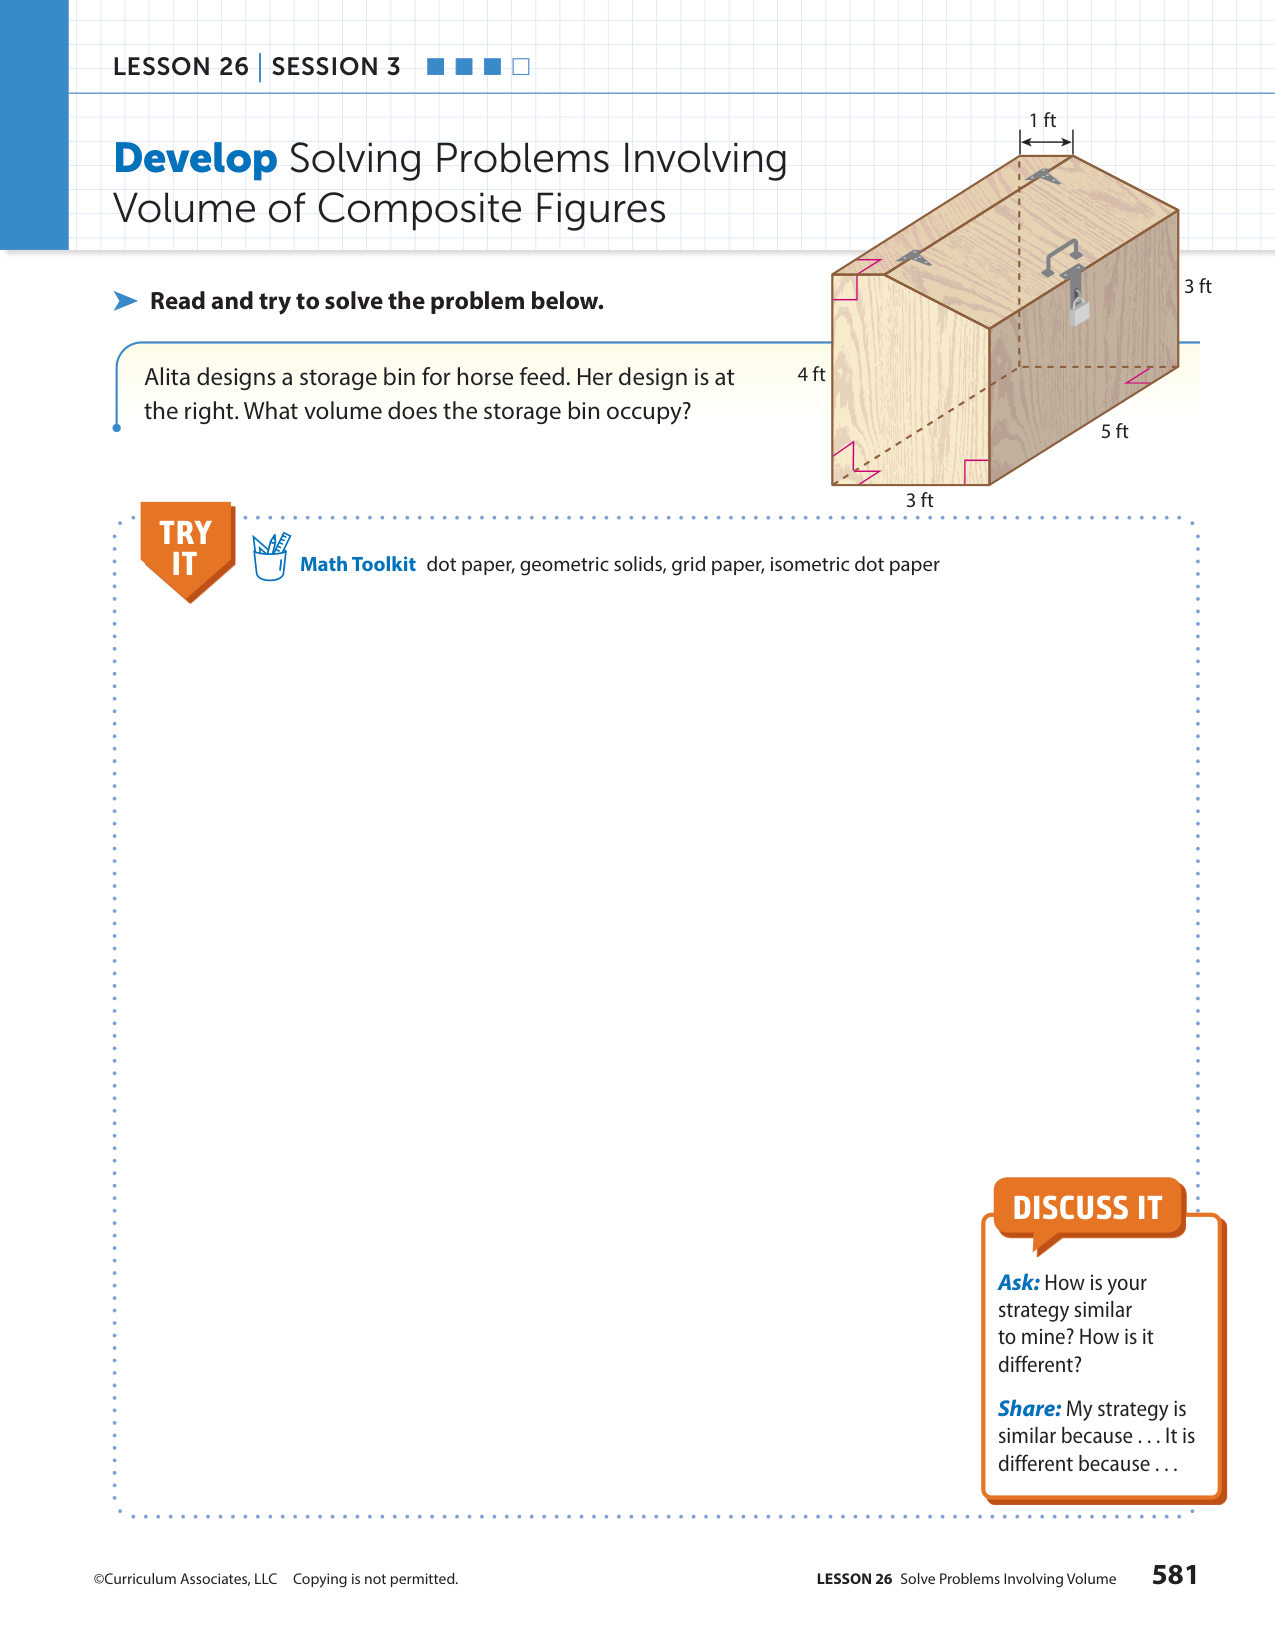 LESSON 26 | SESSION 3
Develop Solving Problems Involving
Volume of Composite Figures
1 ft
3 ft
4 ft
5 ft
3 ft
Read and try to solve the problem below.
Alita designs a storage bin for horse feed. Her design is at
the right. What volume does the storage bin occupy?
TRY
IT
Math Toolkit dot paper, geometric solids, grid paper, isometric dot paper
DISCUSS IT
Ask: How is your
strategy similar
to mine? How is it
different?
Share: My strategy is
similar because . . . It is
different because . . .
©Curriculum Associates, LLC Copying is not permitted.
LESSON 26 Solve Problems Involving Volume 581